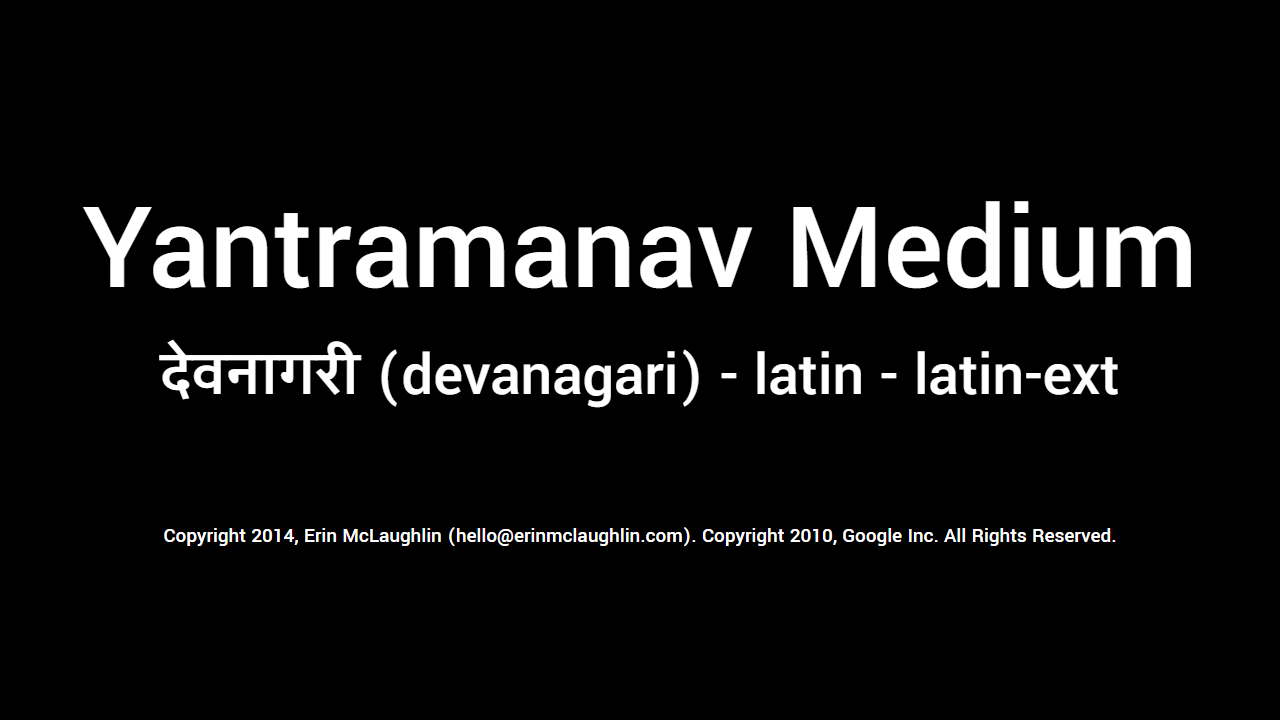 Yantramanav Medium
देवनागरी (devanagari) - latin - latin-ext
Copyright 2014, Erin McLaughlin (hello@erinmclaughlin.com). Copyright 2010, Google Inc. All Rights Reserved.